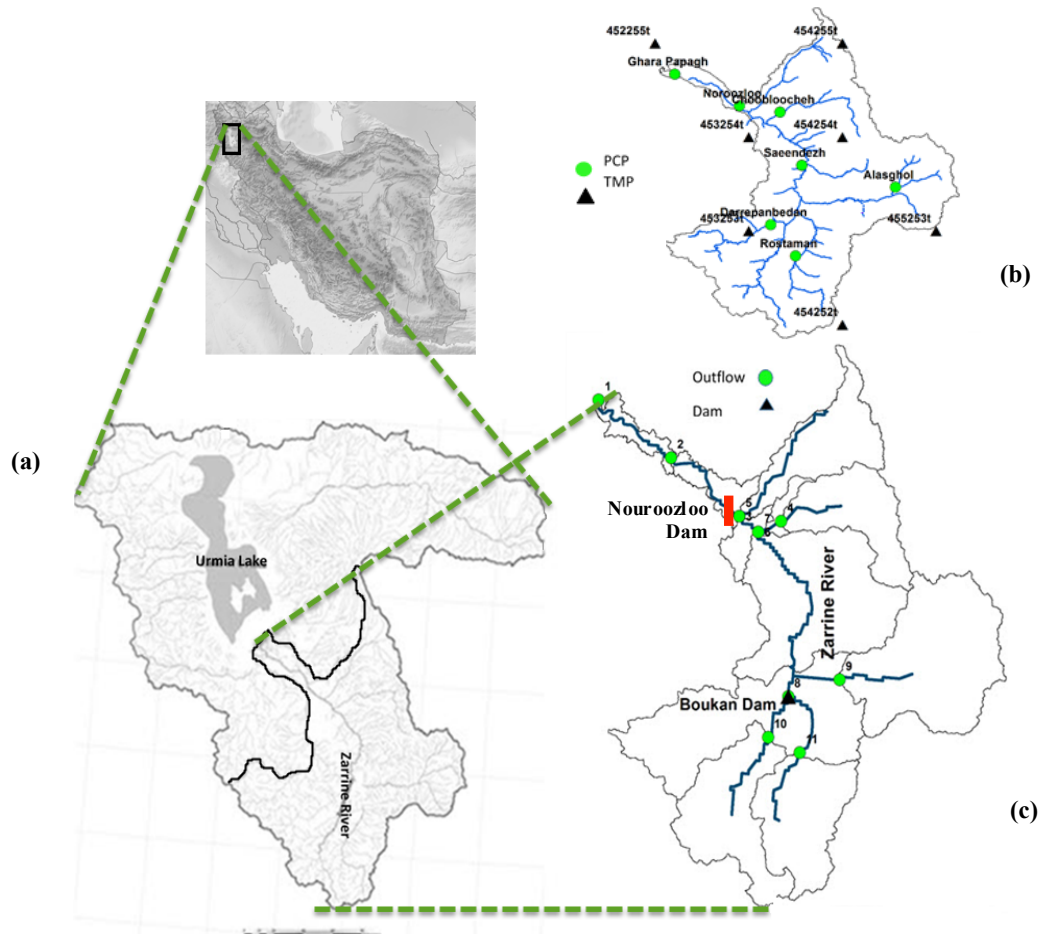 452255t
454255t
Ghara Papagh
Noroozloo
Choobloocheh
453254t
454254t
PCP
TMP
Saeendezh
Alasghol
Darrepanbedan
453253t
455253t
Rostaman
(b)
454252t
Outflow
Dam
1
(a)
2
Nouroozloo
Dam
5
3
7
4
6
Urmia Lake
Zarrine River
9
8
Boukan Dam
10
11
Zarrine River
(c)